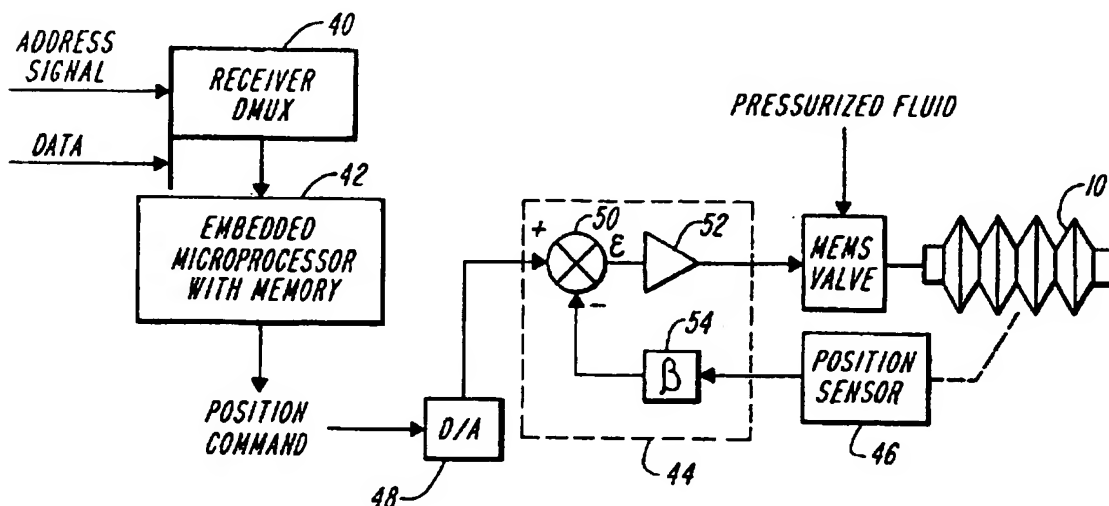 ADDRESS
SIGNAL
DATA
40
RECEIVER
DMUX
42
EMBEDDED
MICROPROCESSOR
WITH MEMORY
POSITION
COMMAND
D/A
48
+
50
ε
52
-
54
β
44
PRESSURIZED FLUID
MEMS
VALVE
10
POSITION
SENSOR
46